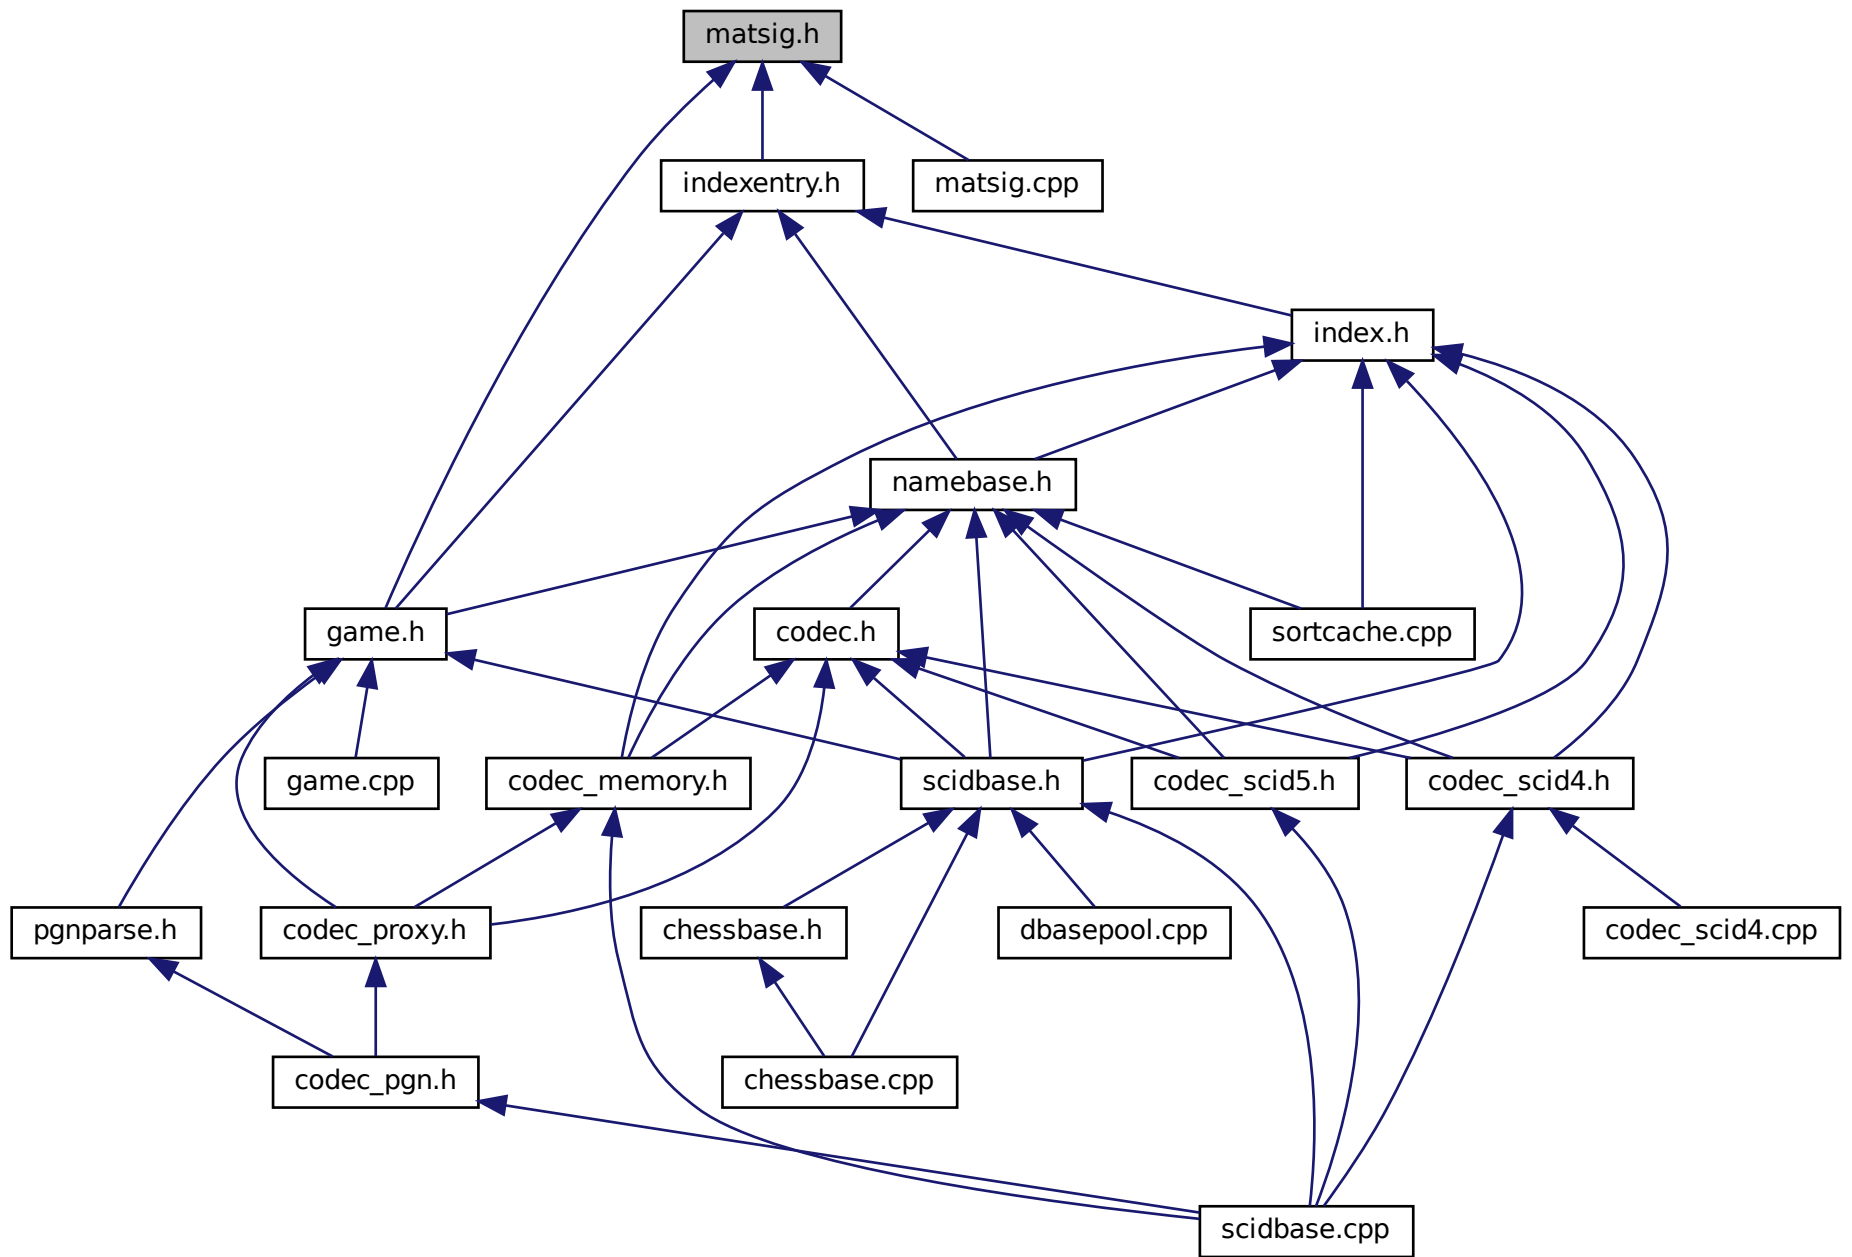 matsig.h
indexentry.h
matsig.cpp
index.h
namebase.h
game.h
codec.h
sortcache.cpp
game.cpp
codec_memory.h
scidbase.h
codec_scid5.h
codec_scid4.h
pgnparse.h
codec_proxy.h
chessbase.h
dbasepool.cpp
codec_scid4.cpp
codec_pgn.h
chessbase.cpp
scidbase.cpp